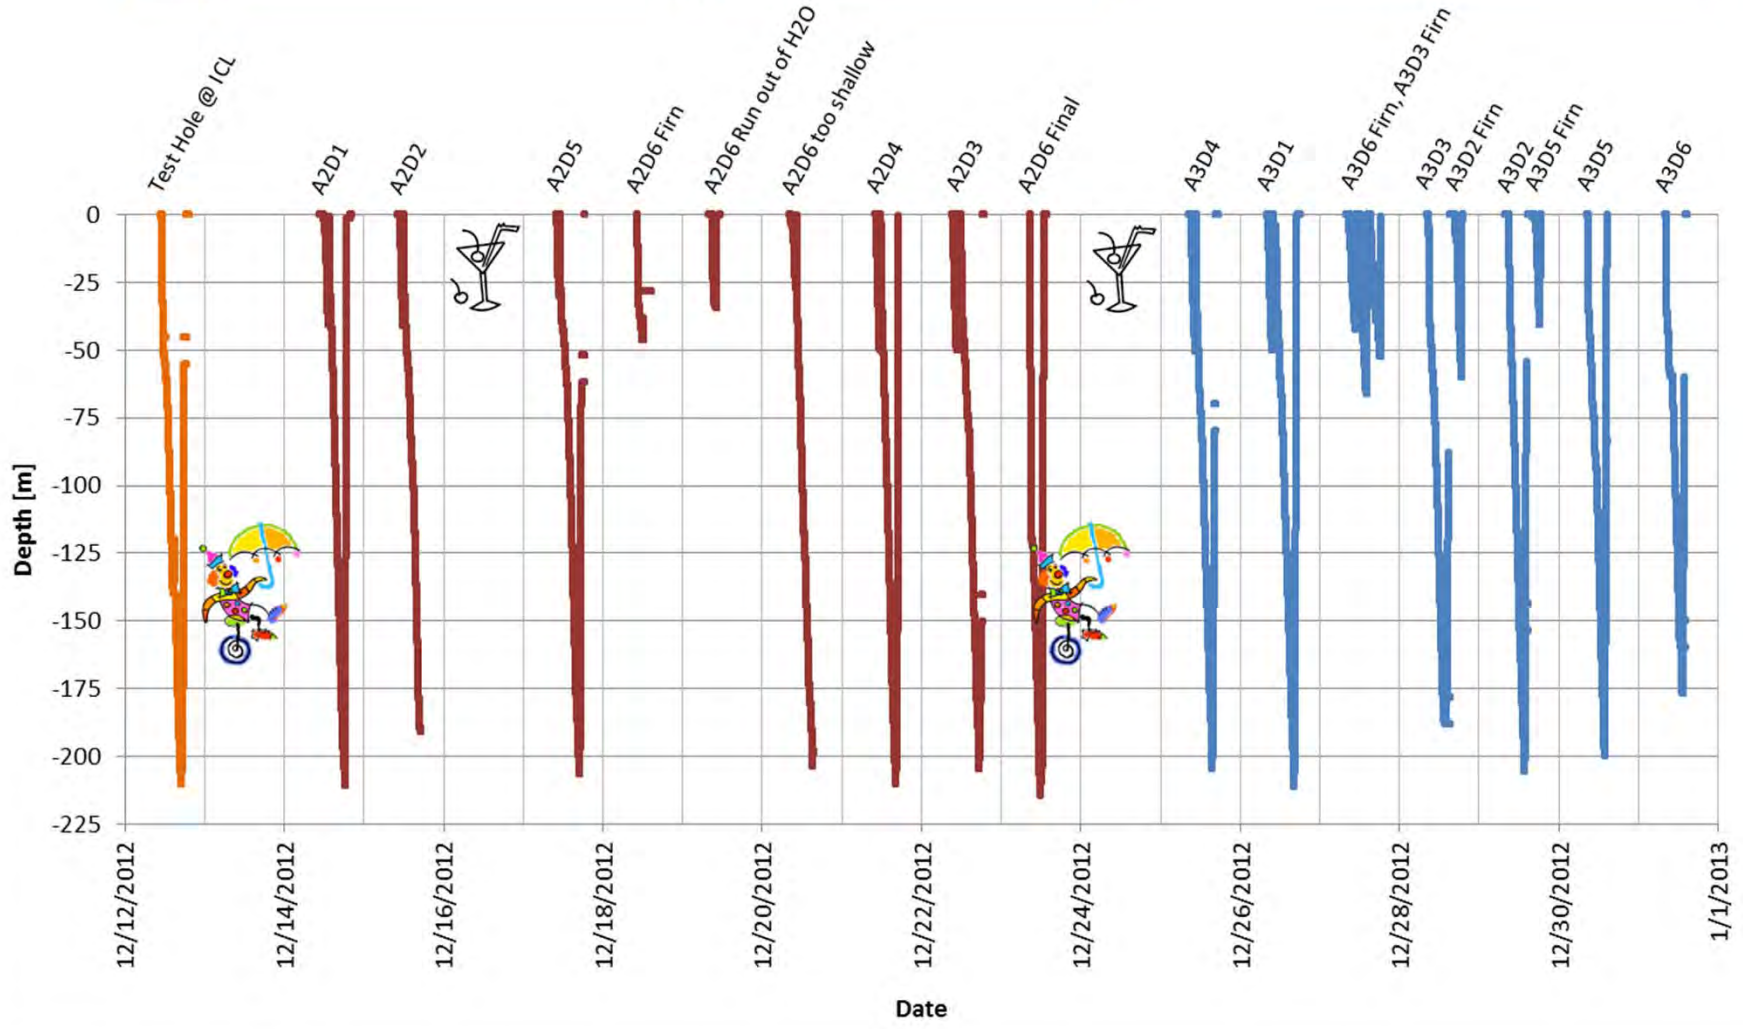 Test Hole @ ICL
A2D1
A2D2
A2D5
A2D6 Firn
A2D6 Run out of H2O
A2D6 too shallow
A2D4
A2D3
A2D6 Final
A3D4
A3D1
A3D6 Firn, A3D3 Firn
A3D3
A3D2 Firn
A3D2
A3D5 Firn
A3D5
A3D6
Depth [m]
0
-25
-50
-75
-100
-125
-150
-175
-200
-225
12/12/2012
12/14/2012
12/16/2012
12/18/2012
12/20/2012
12/22/2012
12/24/2012
12/26/2012
12/28/2012
12/30/2012
1/1/2013
Date